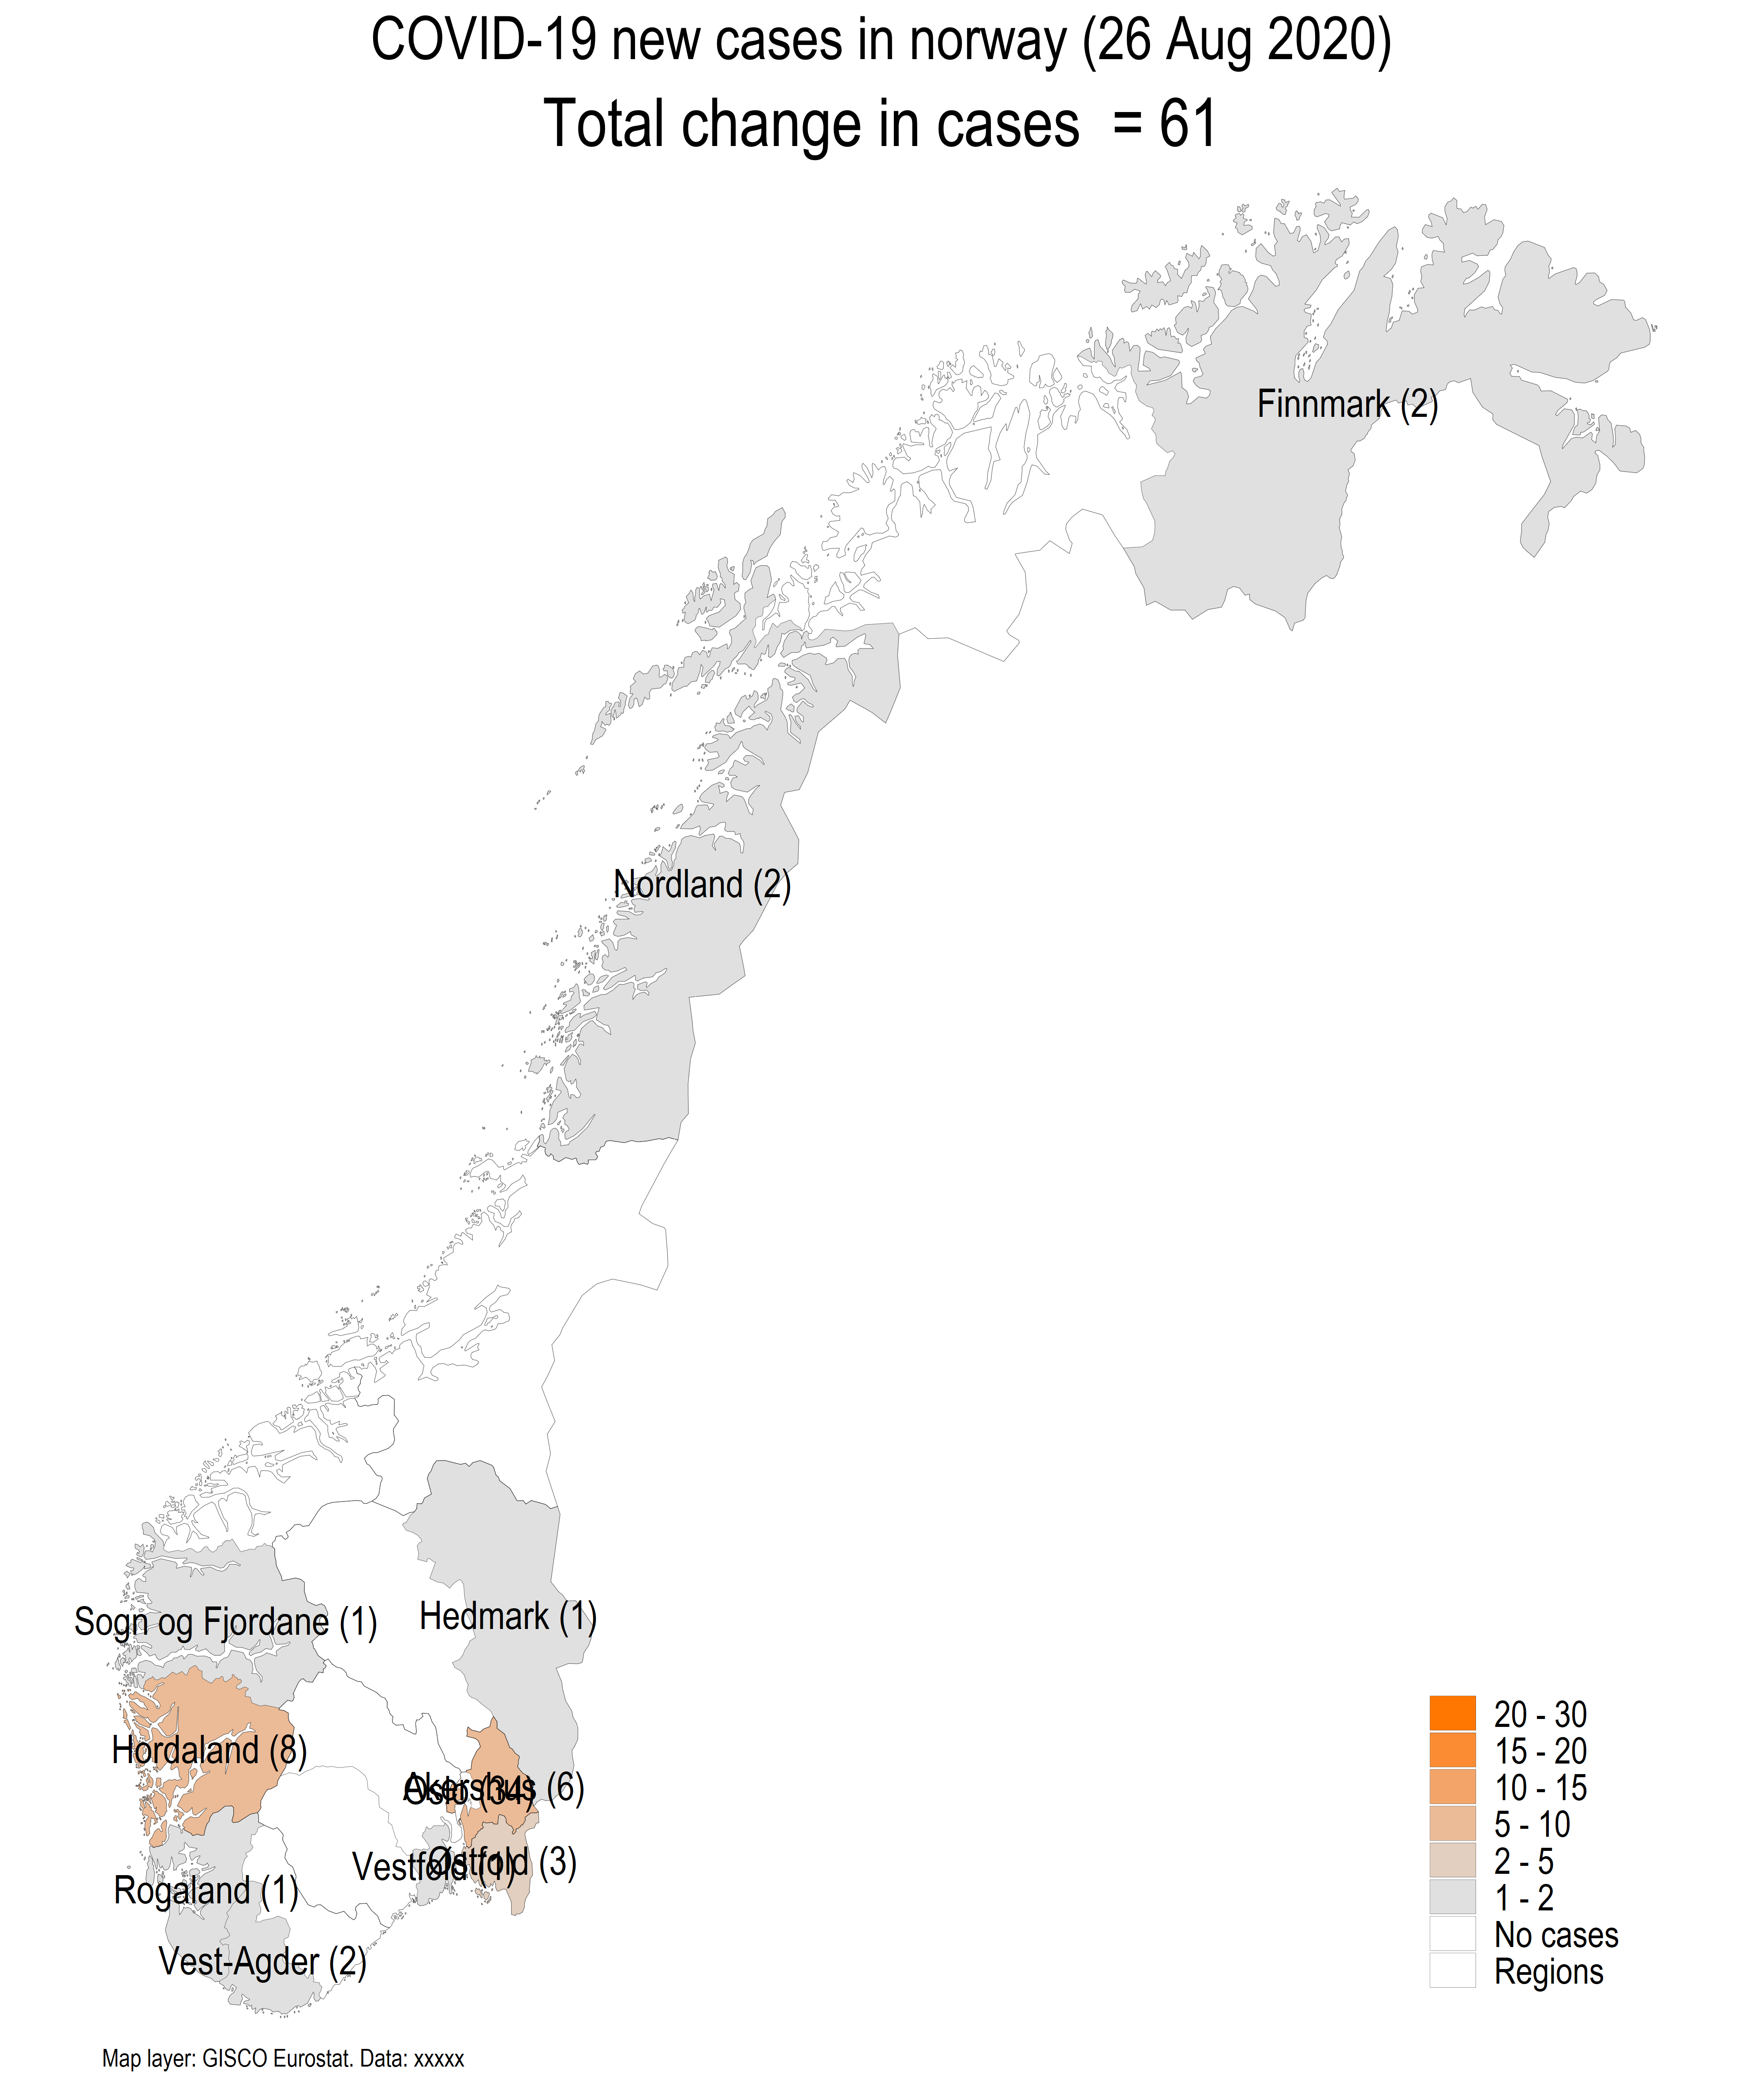 COVID-19 new cases in norway (26 Aug 2020)
Total change in cases = 61
Finnmark (2)
Nordland (2)
Sogn og Fjordane (1)
Hedmark (1)
Hordaland (8)
Akershus (6)
Oslo (34)
Vestfold (1)
Østfold (3)
Rogaland (1)
Vest-Agder (2)
20 - 30
15 - 20
10 - 15
5 - 10
2 - 5
1 - 2
No cases
Regions
Map layer: GISCO Eurostat. Data: xxxxx